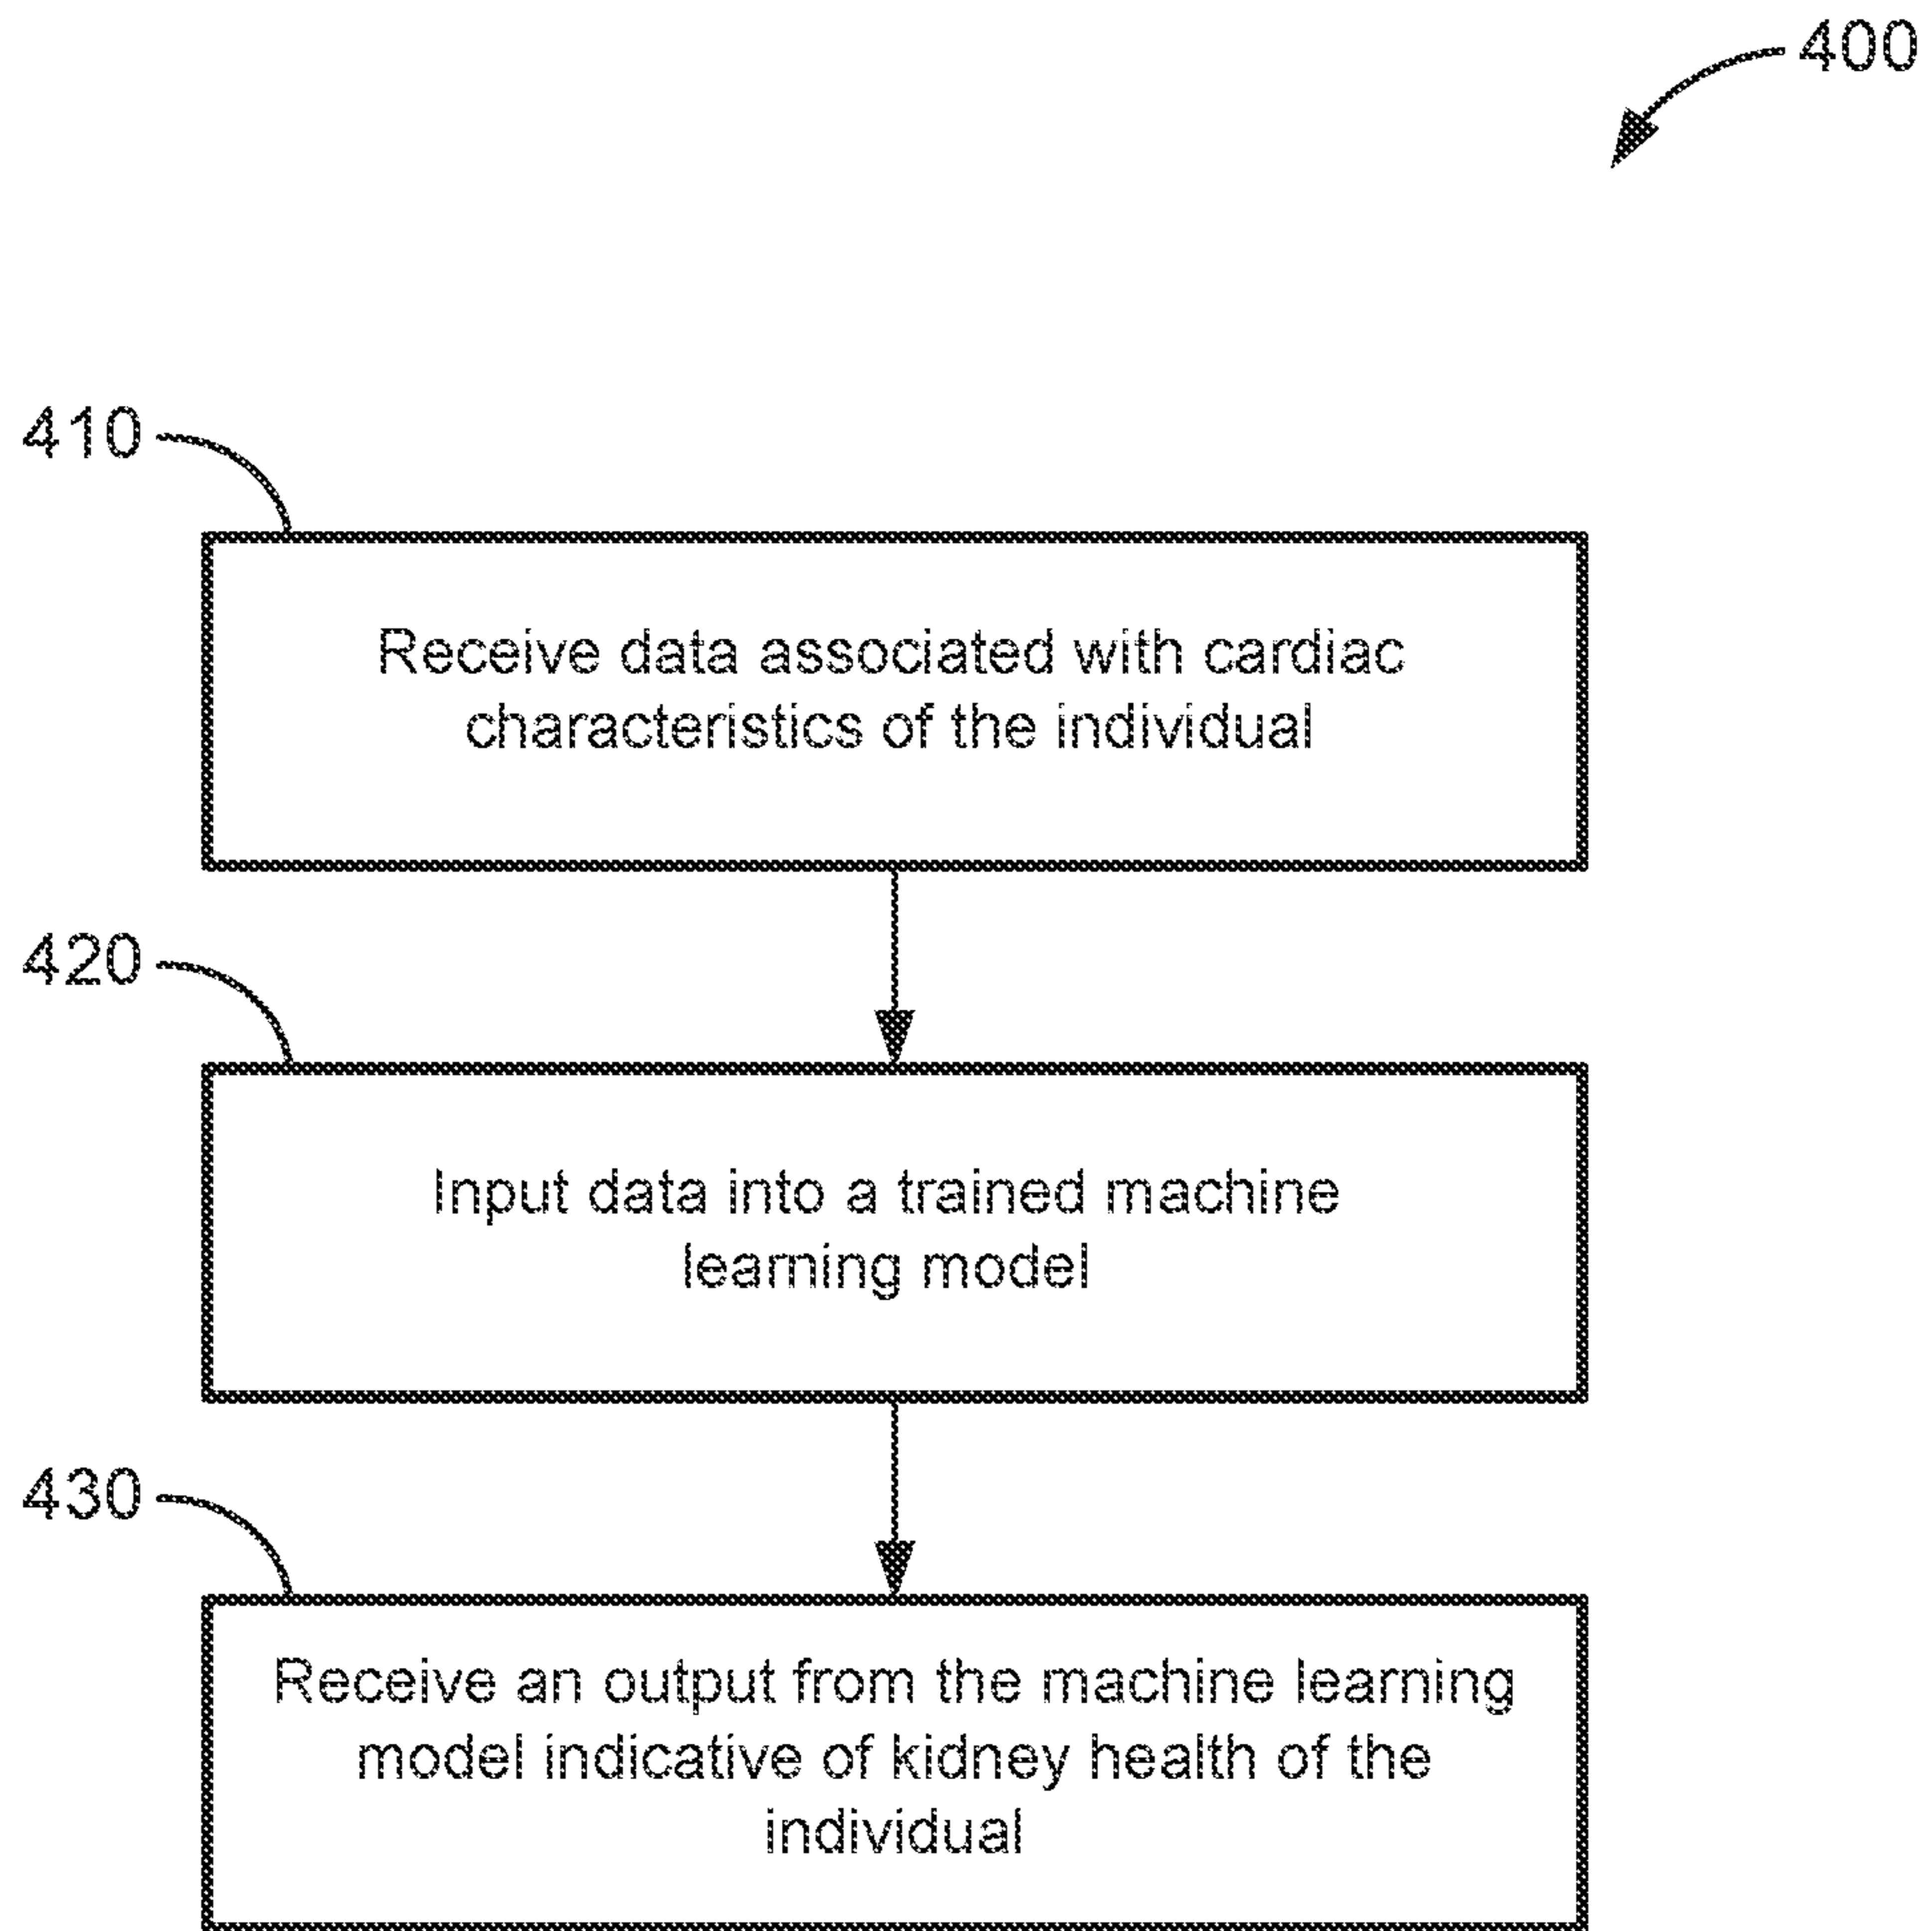 400
410
Receive data associated with cardiac
characteristics of the individual
420
Input data into a trained machine
learning model
430
Receive an output from the machine learning
model indicative of kidney health of the
individual